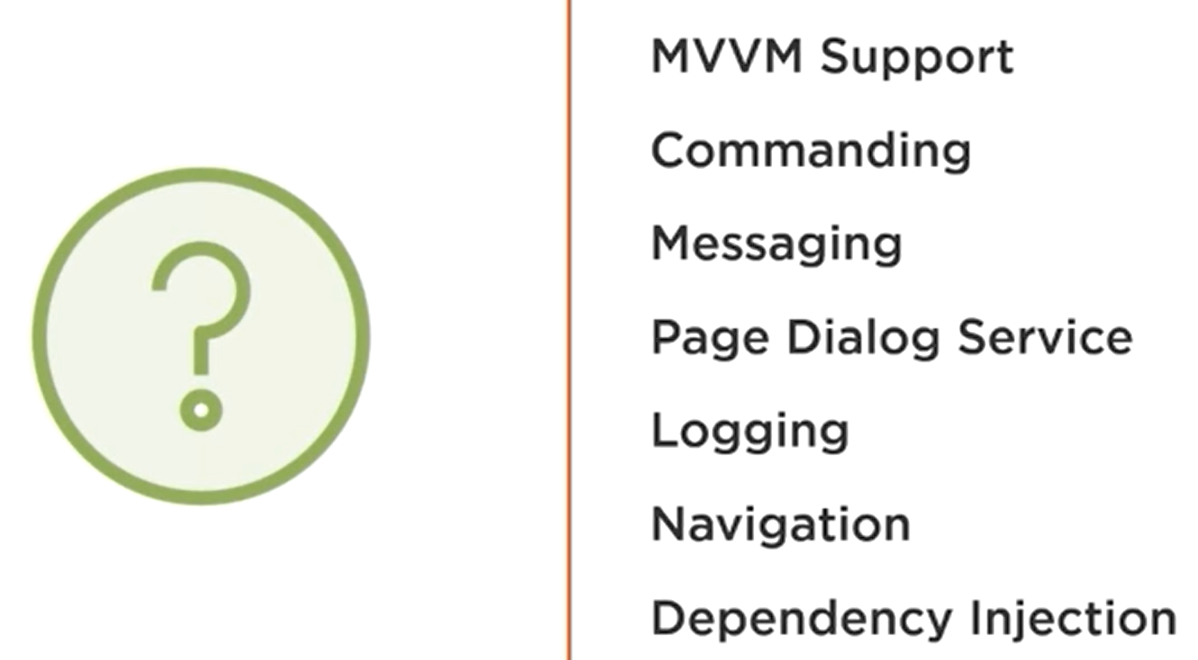 MVVM Support
Commanding
Messaging
Page Dialog Service
Logging
Navigation
Dependency Injection